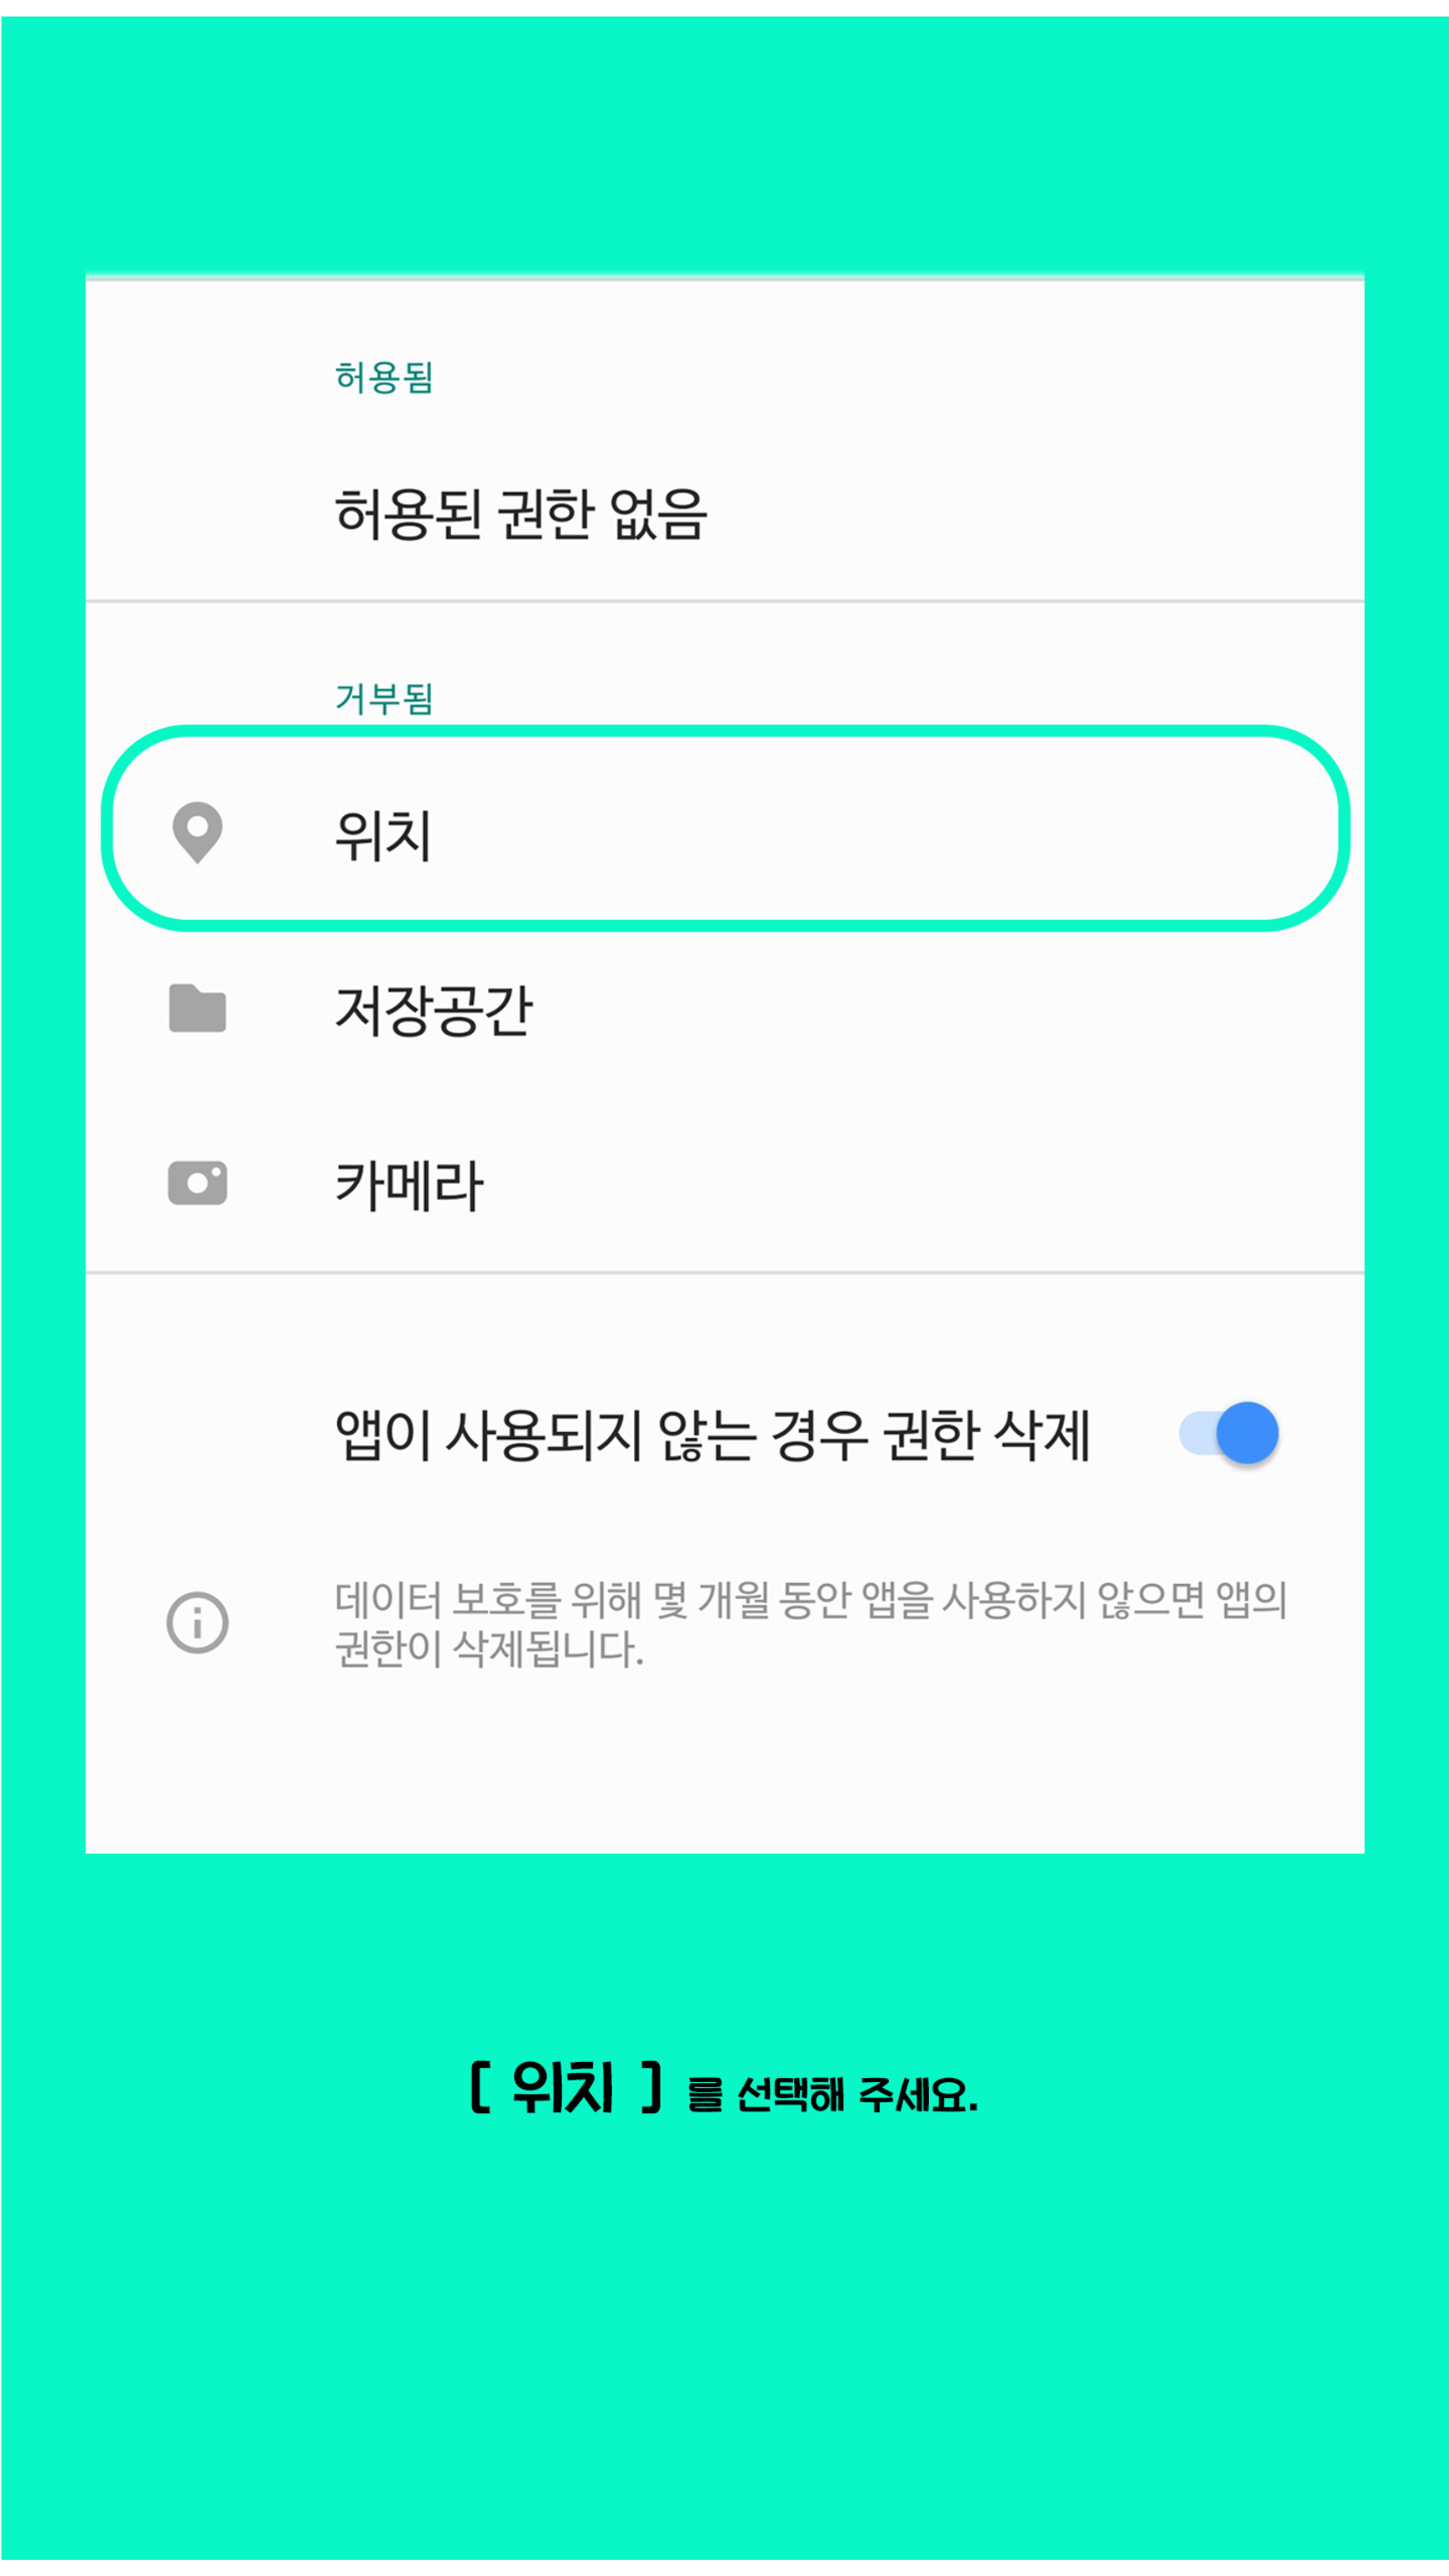 허용됨
허용된 권한 없음
거부됨
위치
저장공간
카메라
앱이 사용되지 않는 경우 권한 삭제
데이터 보호를 위해 몇 개월 동안 앱을 사용하지 않으면 앱의
권한이 삭제됩니다.
[ 위치 ] 를 선택해 주세요.